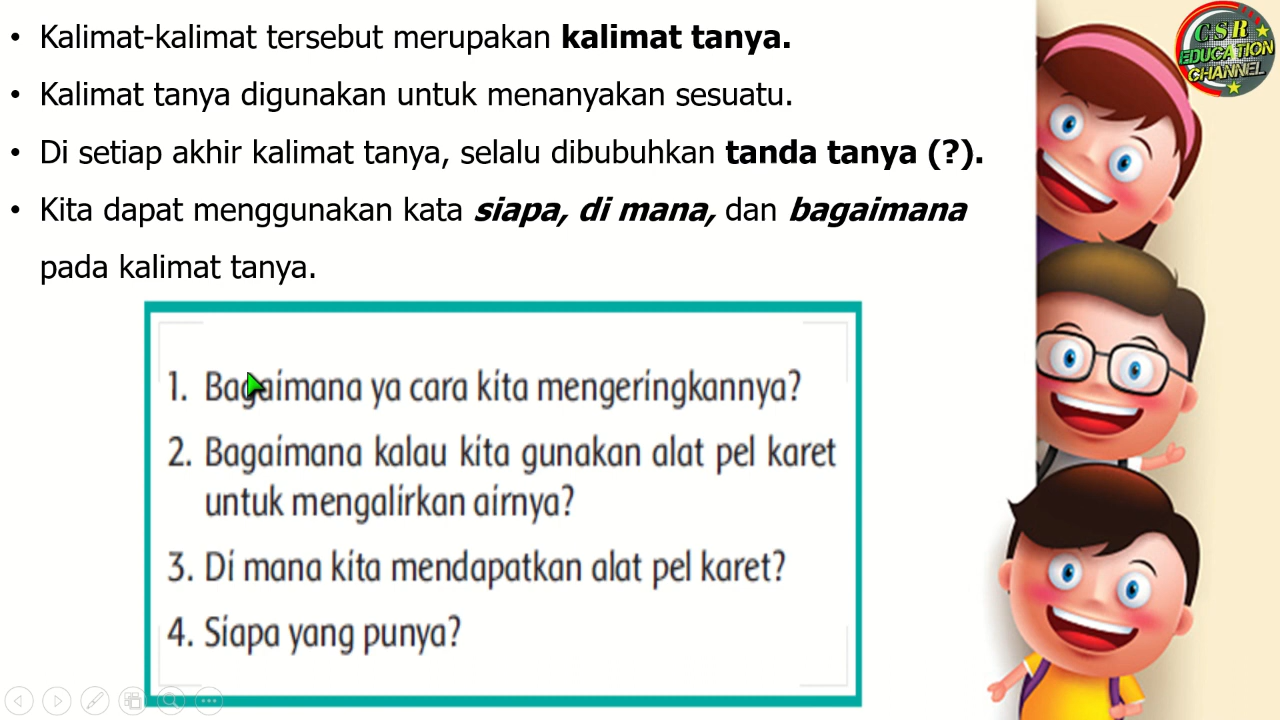 • Kalimat-kalimat tersebut merupakan kalimat tanya.
• Kalimat tanya digunakan untuk menanyakan sesuatu.
• Di setiap akhir kalimat tanya, selalu dibubuhkan tanda tanya (?).
• Kita dapat menggunakan kata siapa, di mana, dan bagaimana
pada kalimat tanya.
1. Bagaimana ya cara kita mengeringkannya?
2. Bagaimana kalau kita gunakan alat pel karet
untuk mengalirkan airnya?
3. Di mana kita mendapatkan alat pel karet?
4. Siapa yang punya?
CSR
EDUCATION
CHANNEL